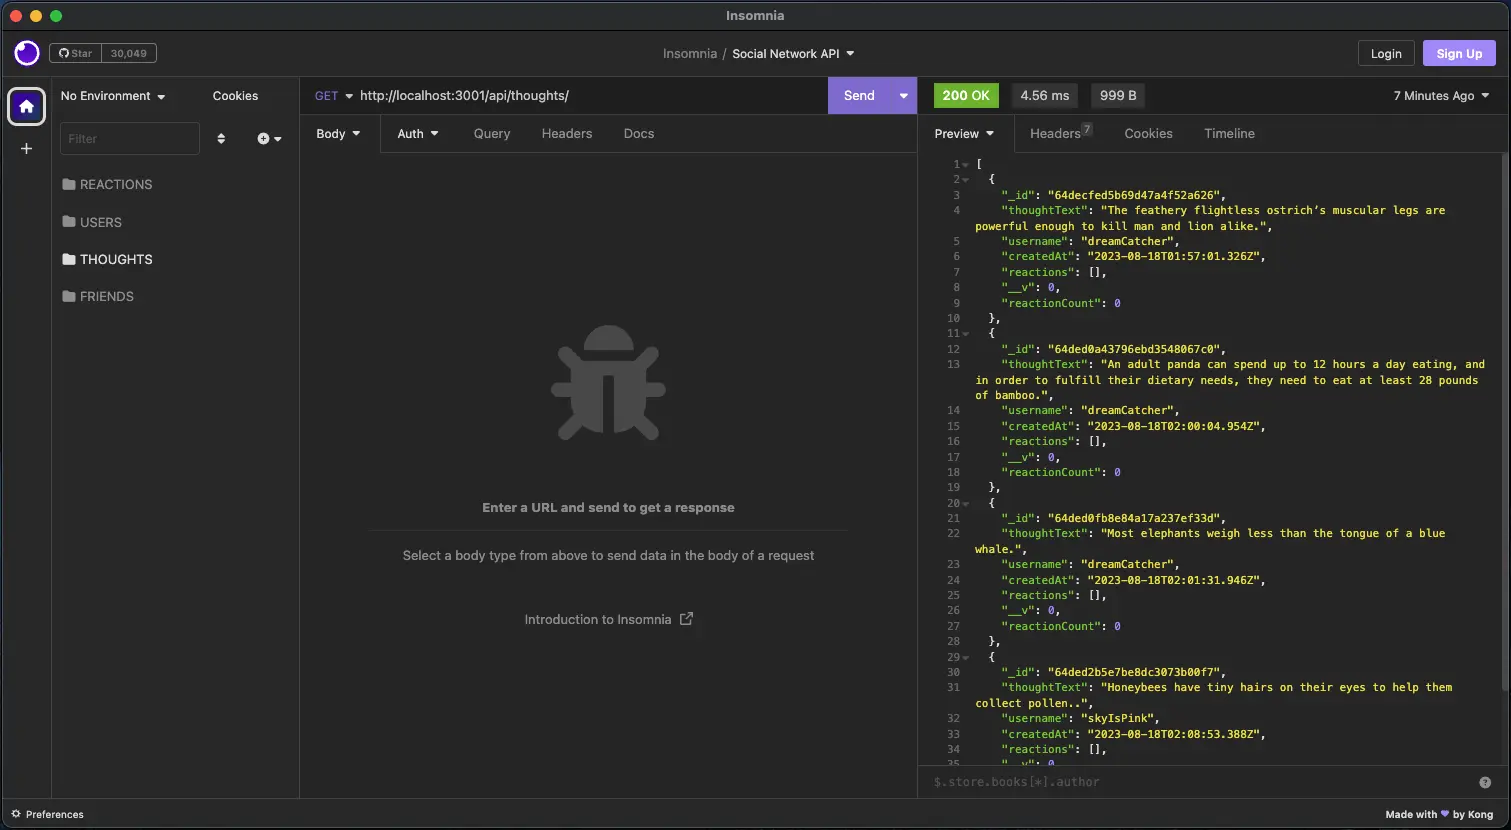 Insomnia
Star 30,049
Insomnia / Social Network API
Login
Sign Up
No Environment
Cookies
Filter
REACTIONS
USERS
THOUGHTS
FRIENDS
GET http://localhost:3001/api/thoughts/
Send
Body
Auth
Query
Headers
Docs
Enter a URL and send to get a response
Select a body type from above to send data in the body of a request
Introduction to Insomnia
200 OK
4.56 ms
999 B
7 Minutes Ago
Preview
Headers 7
Cookies
Timeline
1 [
2 {
3 "_id": "64decfed5b69d47a4f52a626",
4 "thoughtText": "The feathery flightless ostrich’s muscular legs are
powerful enough to kill man and lion alike.",
5 "username": "dreamCatcher",
6 "createdAt": "2023-08-18T01:57:01.326Z",
7 "reactions": [],
8 "__v": 0,
9 "reactionCount": 0
10 },
11 {
12 "_id": "64ded0a43796ebd3548067c0",
13 "thoughtText": "An adult panda can spend up to 12 hours a day eating, and
in order to fulfill their dietary needs, they need to eat at least 28 pounds
of bamboo.",
14 "username": "dreamCatcher",
15 "createdAt": "2023-08-18T02:00:04.954Z",
16 "reactions": [],
17 "__v": 0,
18 "reactionCount": 0
19 },
20 {
21 "_id": "64ded0fb8e84a17a237ef33d",
22 "thoughtText": "Most elephants weigh less than the tongue of a blue
whale.",
23 "username": "dreamCatcher",
24 "createdAt": "2023-08-18T02:01:31.946Z",
25 "reactions": [],
26 "__v": 0,
27 "reactionCount": 0
28 },
29 {
30 "_id": "64ded2b5e7be8dc3073b00f7",
31 "thoughtText": "Honeybees have tiny hairs on their eyes to help them
collect pollen..",
32 "username": "skyIsPink",
33 "createdAt": "2023-08-18T02:08:53.388Z",
34 "reactions": [],
35 "__v": 0,
$.store.books[*].author
Preferences
Made with 💜 by Kong